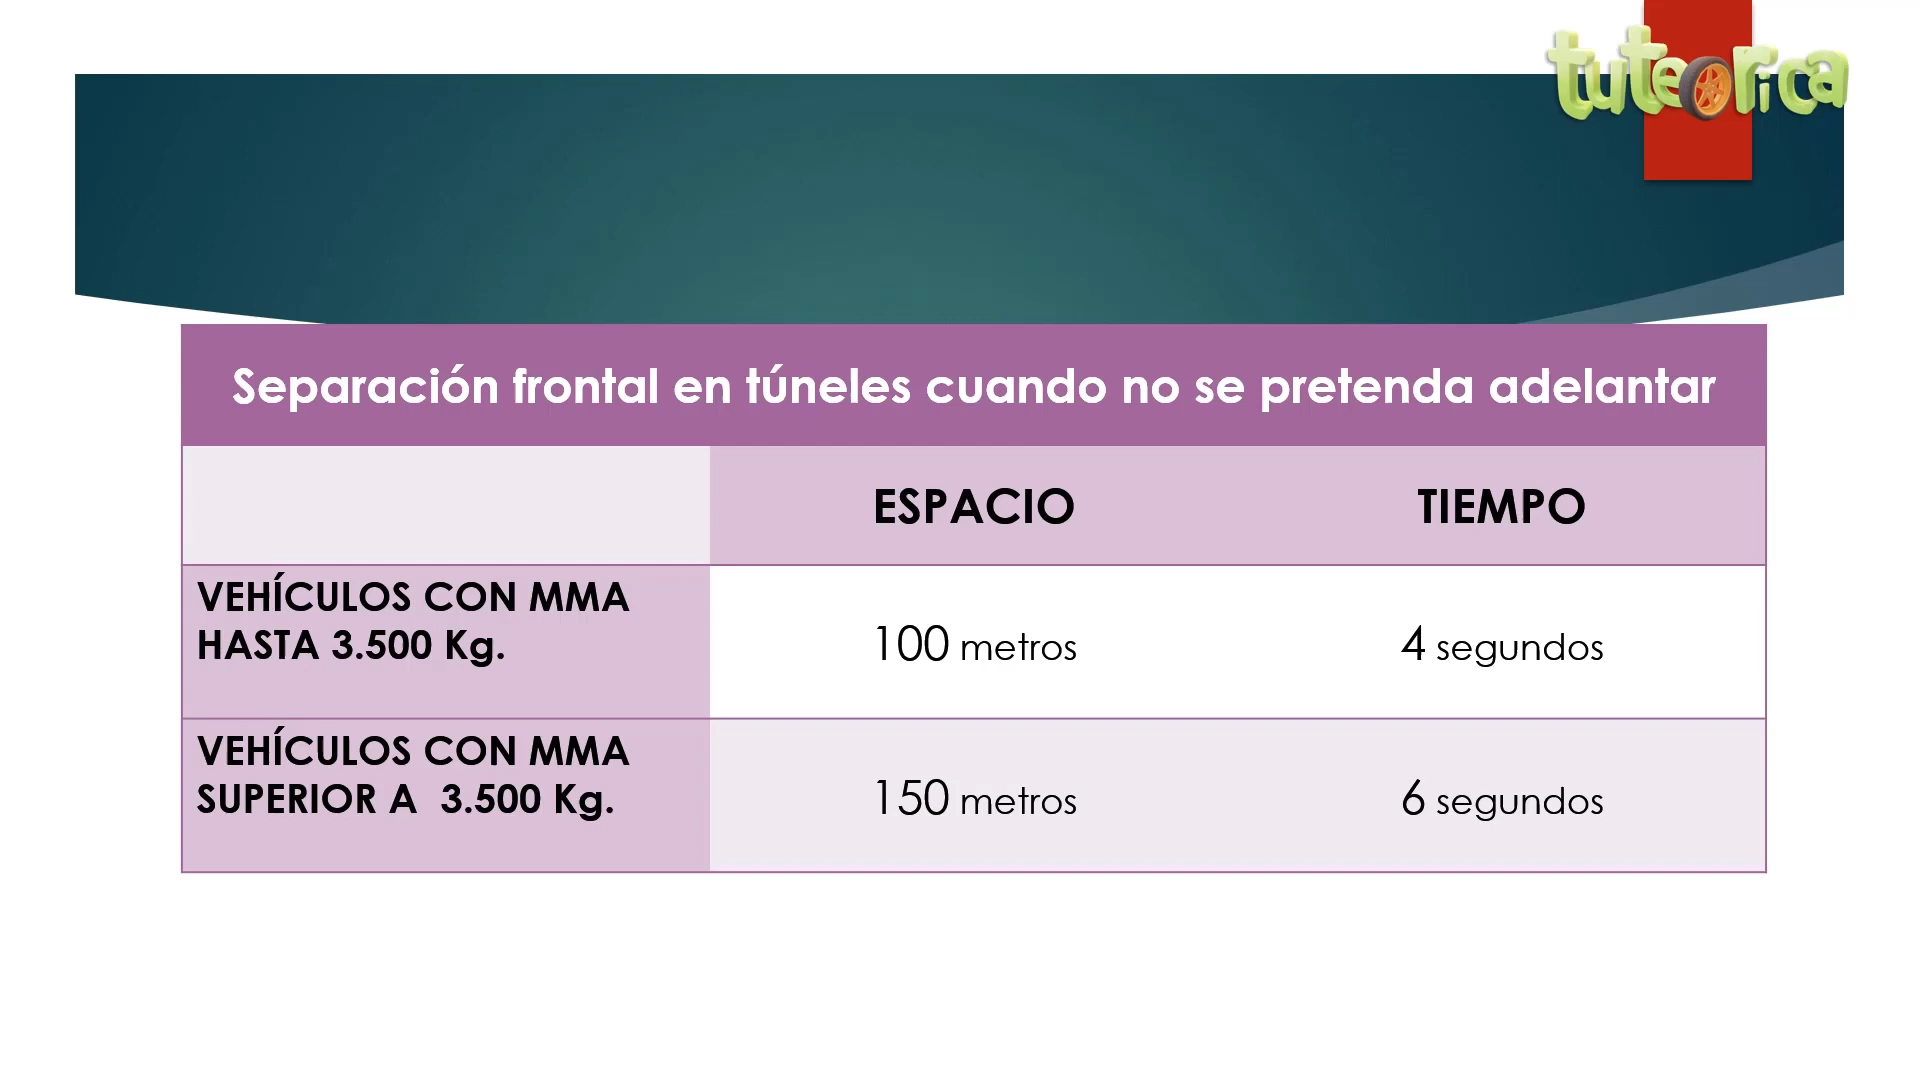 tuteorica
Separación frontal en túneles cuando no se pretenda adelantar
ESPACIO TIEMPO
VEHÍCULOS CON MMA
HASTA 3.500 Kg.
100 metros 4 segundos
VEHÍCULOS CON MMA
SUPERIOR A 3.500 Kg.
150 metros 6 segundos